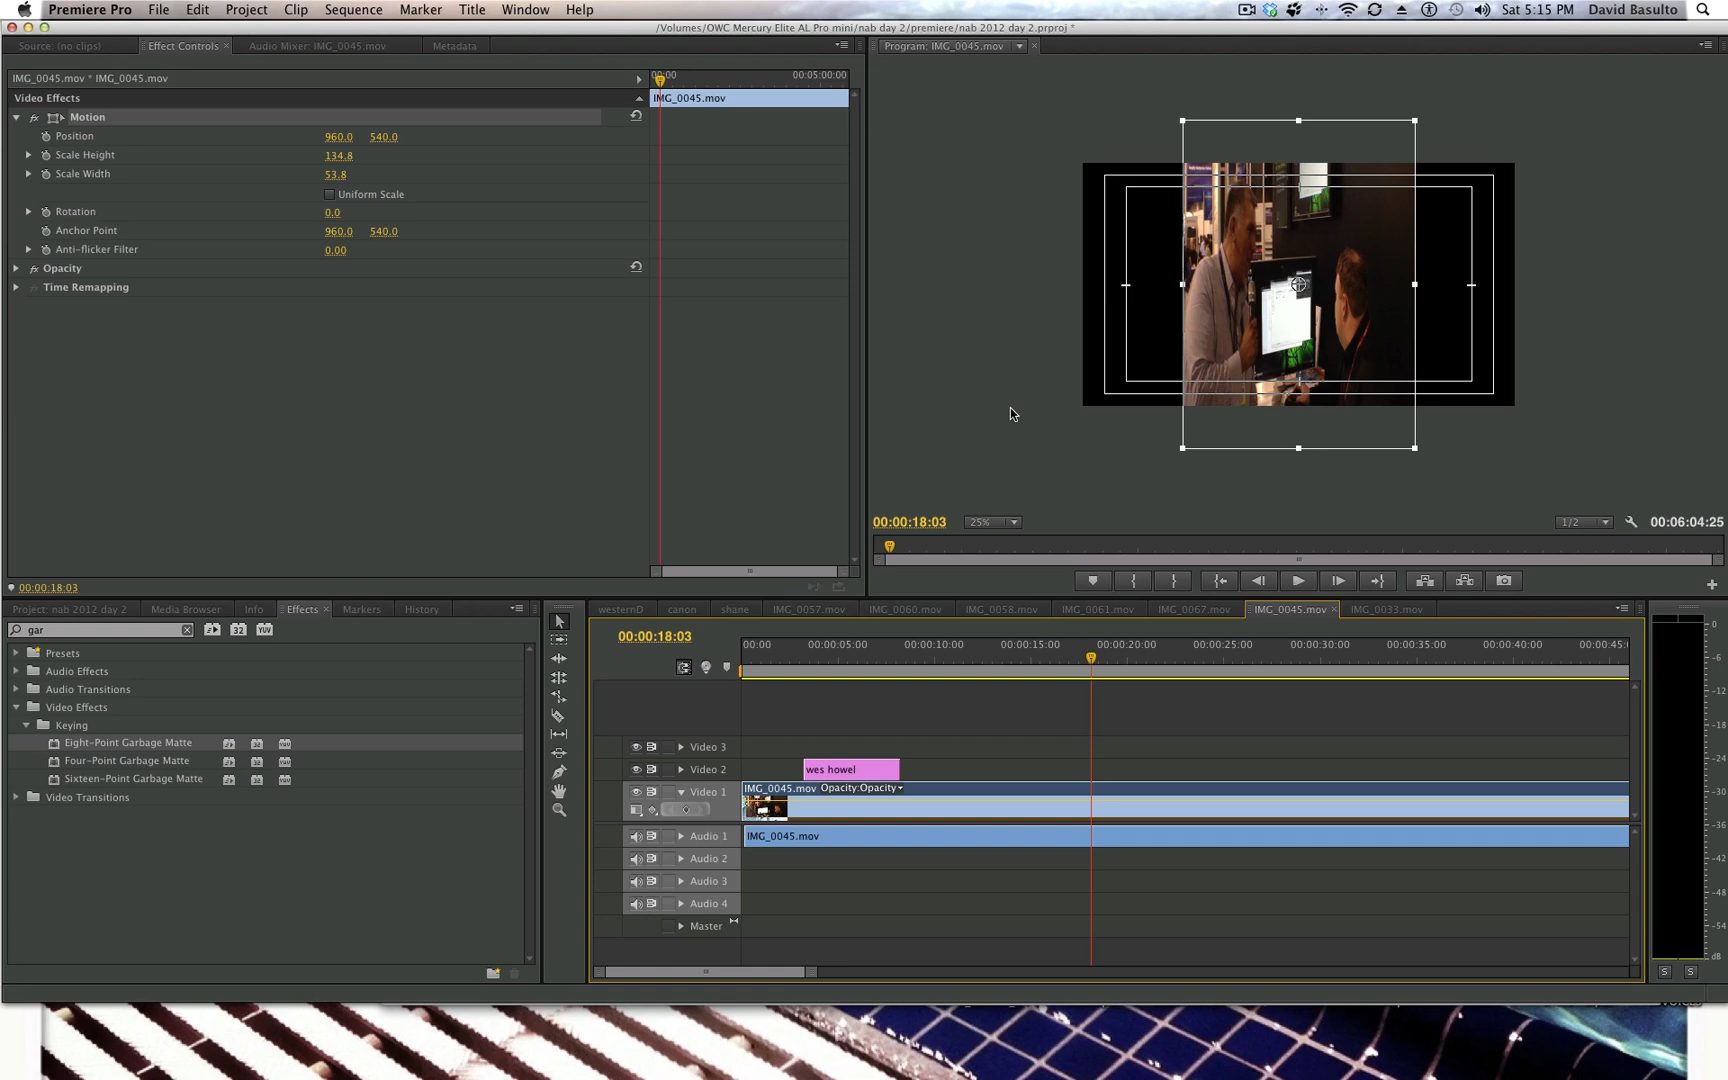 Premiere Pro File Edit Project Clip Sequence Marker Title Window Help Sat 5:15 PM David Basulto
/Volumes/OWC Mercury Elite AL Pro mini/nab day 2/premiere/nab 2012 day 2.prproj *
Source: (no clips) Effect Controls Audio Mixer: IMG_0045.mov Metadata
Program: IMG_0045.mov
IMG_0045.mov * IMG_0045.mov
00:00 00:05:00:00
Video Effects
IMG_0045.mov
fx Motion
Position 960.0 540.0
Scale Height 134.8
Scale Width 53.8
Uniform Scale
Rotation 0.0
Anchor Point 960.0 540.0
Anti-flicker Filter 0.00
fx Opacity
Time Remapping
00:00:18:03
00:00:18:03 25% 1/2 00:06:04:25
Project: nab 2012 day 2 Media Browser Info Effects Markers History
gar
32 YUV
Presets
Audio Effects
Audio Transitions
Video Effects
Keying
Eight-Point Garbage Matte
Four-Point Garbage Matte
Sixteen-Point Garbage Matte
Video Transitions
westernD canon shane IMG_0057.mov IMG_0060.mov IMG_0058.mov IMG_0061.mov IMG_0067.mov IMG_0045.mov IMG_0033.mov
00:00:18:03
00:00 00:00:05:00 00:00:10:00 00:00:15:00 00:00:20:00 00:00:25:00 00:00:30:00 00:00:35:00 00:00:40:00 00:00:45:
Video 3
Video 2 wes howel
Video 1 IMG_0045.mov Opacity:Opacity
Audio 1 IMG_0045.mov
Audio 2
Audio 3
Audio 4
Master
0
-6
-12
-18
-24
-30
-36
-42
-48
-54
dB
S S